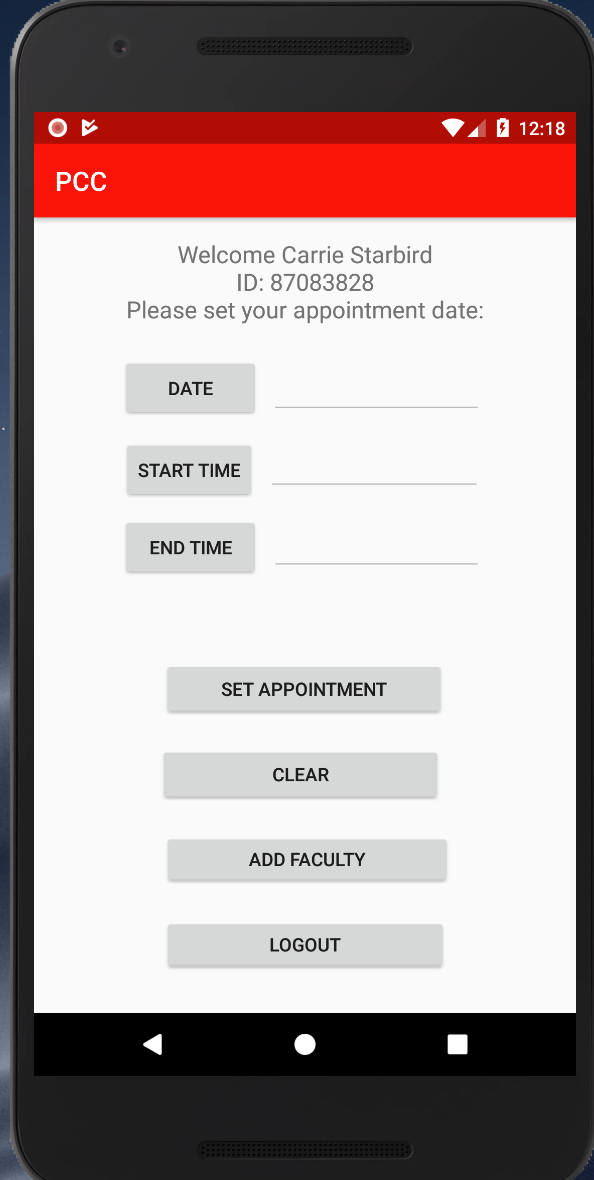 12:18
PCC
Welcome Carrie Starbird
ID: 87083828
Please set your appointment date:
DATE
START TIME
END TIME
SET APPOINTMENT
CLEAR
ADD FACULTY
LOGOUT